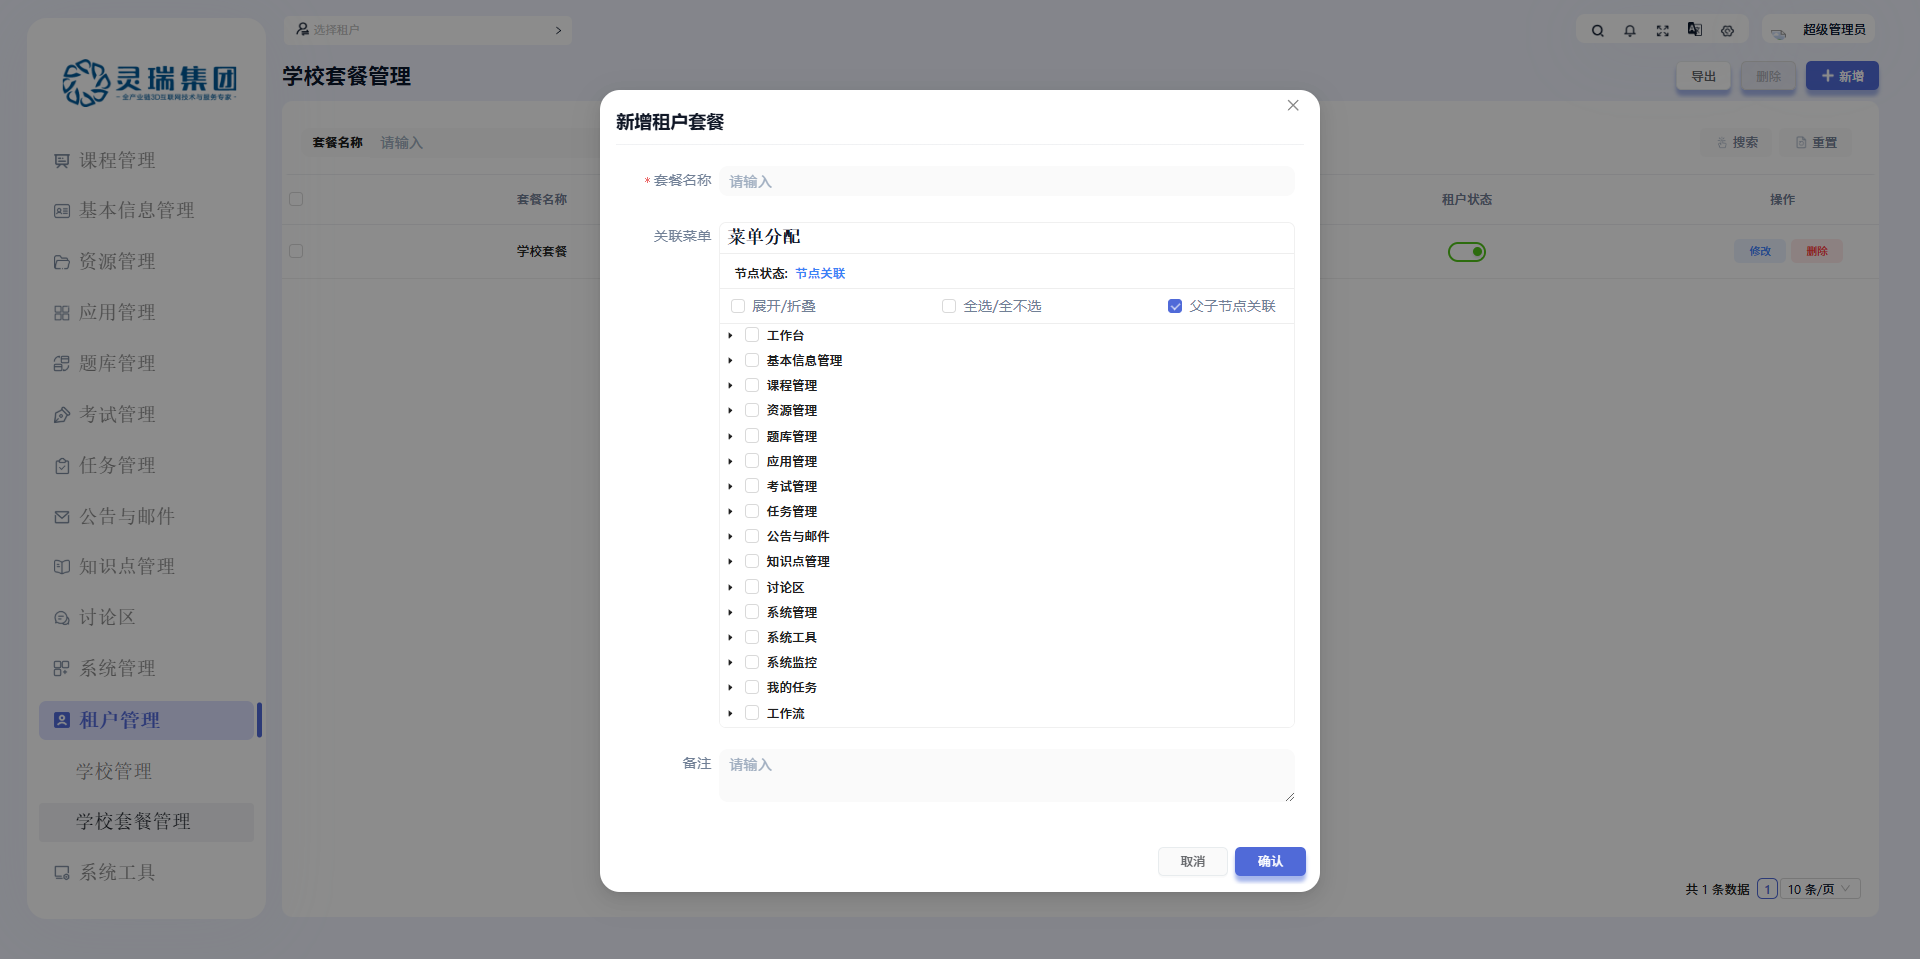 灵瑞集团
-全产业链3D互联网技术与服务专家-
课程管理
基本信息管理
资源管理
应用管理
题库管理
考试管理
任务管理
公告与邮件
知识点管理
讨论区
系统管理
租户管理
学校管理
学校套餐管理
系统工具
选择租户
超级管理员
学校套餐管理
导出
删除
新增
套餐名称
请输入
搜索
重置
套餐名称
租户状态
操作
学校套餐
修改
删除
共 1 条数据
1
10 条/页
新增租户套餐
* 套餐名称
请输入
关联菜单
菜单分配
节点状态: 节点关联
展开/折叠
全选/全不选
父子节点关联
工作台
基本信息管理
课程管理
资源管理
题库管理
应用管理
考试管理
任务管理
公告与邮件
知识点管理
讨论区
系统管理
系统工具
系统监控
我的任务
工作流
备注
请输入
取消
确认